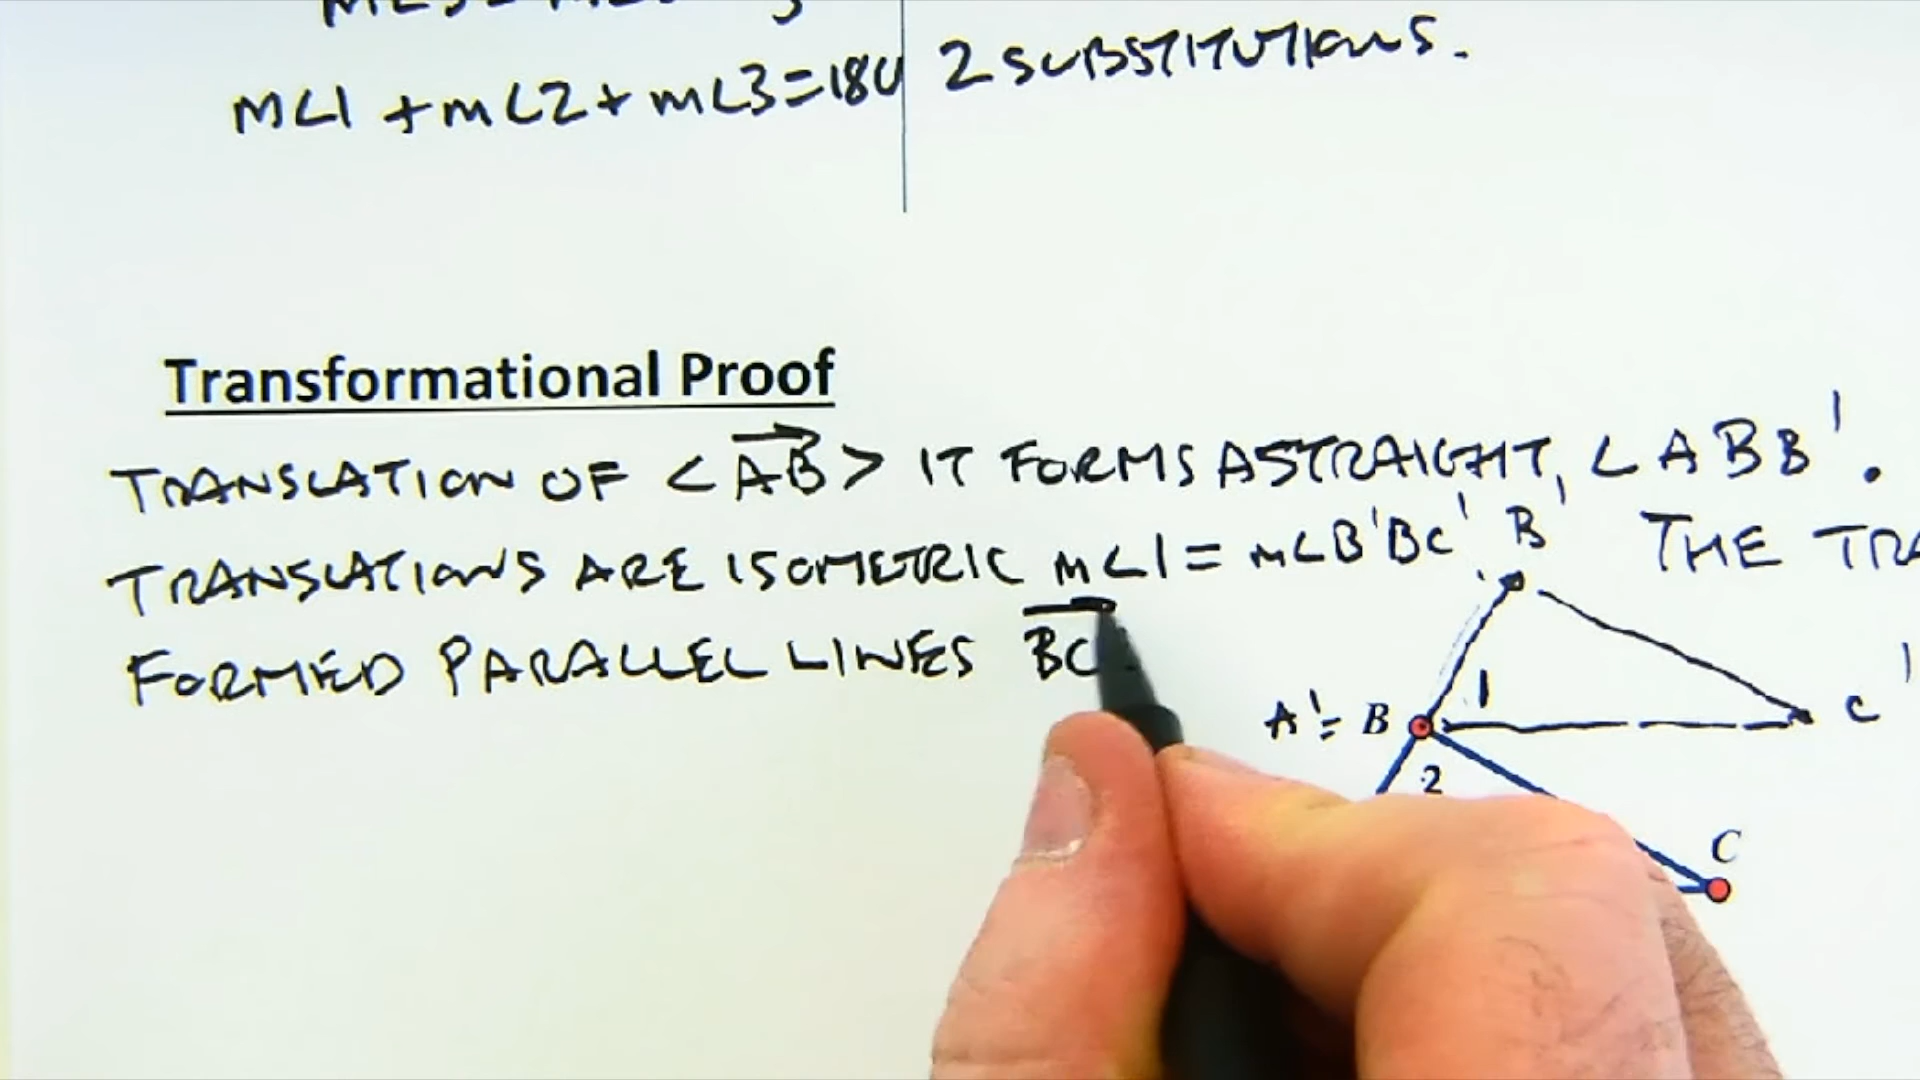 m∠1 + m∠2 + m∠3 = 180 2 SUBSTITUTIONS.
Transformational Proof
TRANSLATION OF < AB > IT FORMS A STRAIGHT, ∠ABB'.
TRANSLATIONS ARE ISOMETRIC m∠1 = m∠B'BC' THE TRA
FORMED PARALLEL LINES BC
B'
1
A' = B
C'
2
C